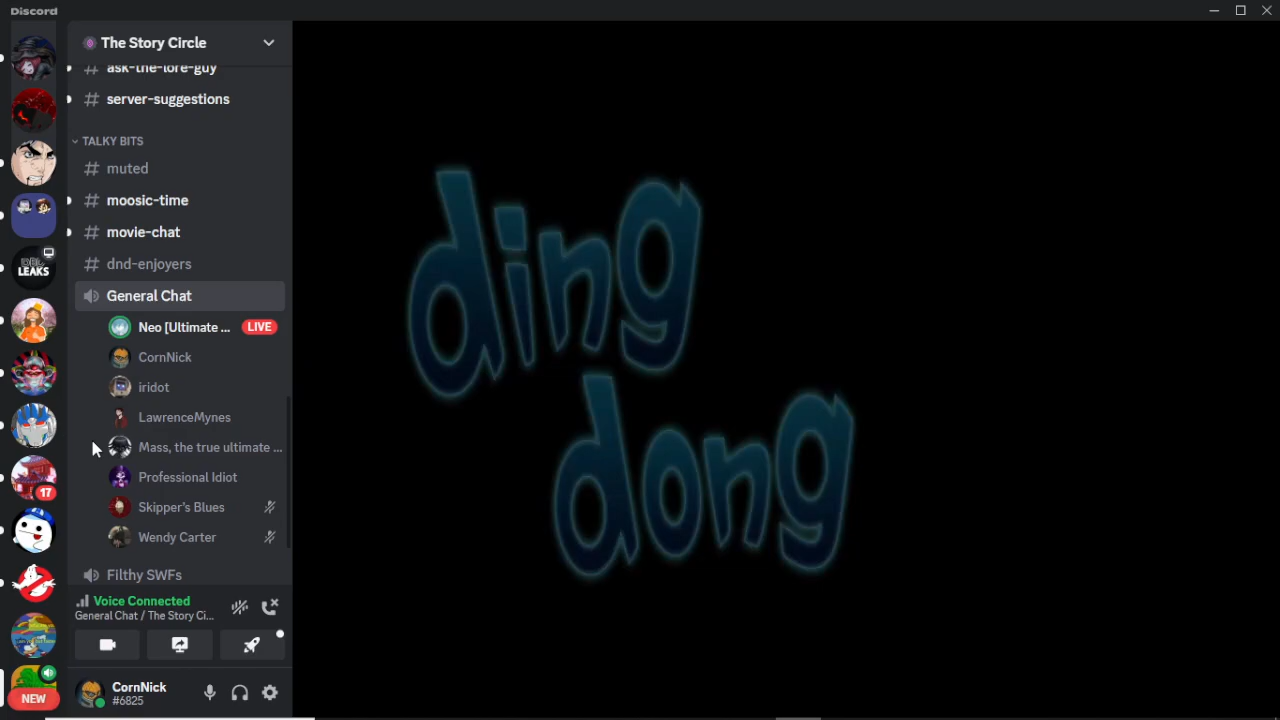 Discord
The Story Circle
ask-the-lore-guy
server-suggestions
TALKY BITS
muted
moosic-time
movie-chat
dnd-enjoyers
General Chat
Neo [Ultimate ...
LIVE
CornNick
iridot
LawrenceMynes
Mass, the true ultimate ...
Professional Idiot
Skipper's Blues
Wendy Carter
Filthy SWFs
Voice Connected
General Chat / The Story Ci...
CornNick
#6825
LEAKS
17
NEW
ding
dong